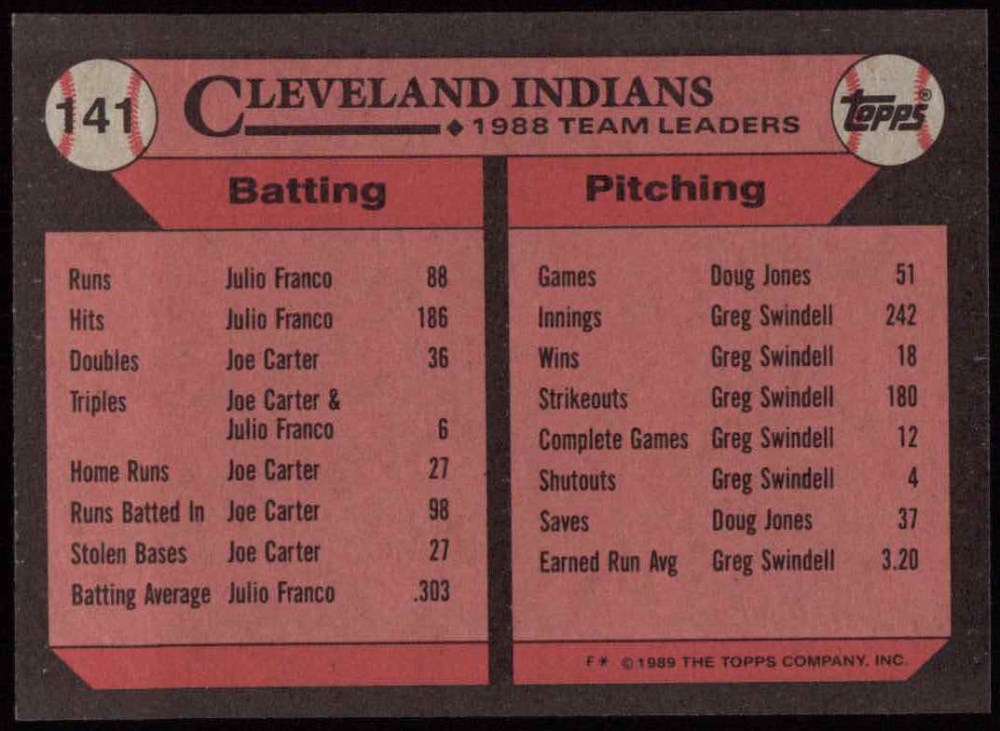 141
CLEVELAND INDIANS
1988 TEAM LEADERS
topps®
Batting
Runs Julio Franco 88
Hits Julio Franco 186
Doubles Joe Carter 36
Triples Joe Carter &
Julio Franco 6
Home Runs Joe Carter 27
Runs Batted In Joe Carter 98
Stolen Bases Joe Carter 27
Batting Average Julio Franco .303
Pitching
Games Doug Jones 51
Innings Greg Swindell 242
Wins Greg Swindell 18
Strikeouts Greg Swindell 180
Complete Games Greg Swindell 12
Shutouts Greg Swindell 4
Saves Doug Jones 37
Earned Run Avg Greg Swindell 3.20
F* ©1989 THE TOPPS COMPANY, INC.